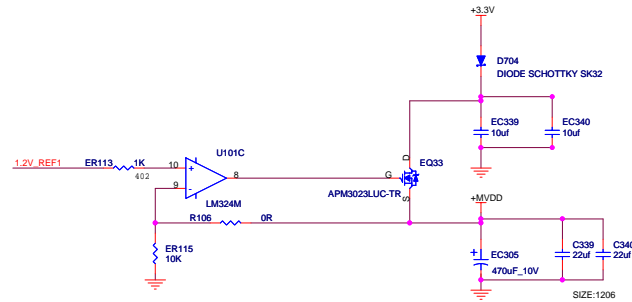 +3.3V
D704
DIODE SCHOTTKY SK32
EC339
10uf
EC340
10uf
U101C
1.2V_REF1
ER113
1K
402
10
+
9
-
8
LM324M
D
G
S
EQ33
APM3023LUC-TR
R106
0R
+MVDD
ER115
10K
+
EC305
470uF_10V
C339
22uf
C340
22uf
SIZE:1206